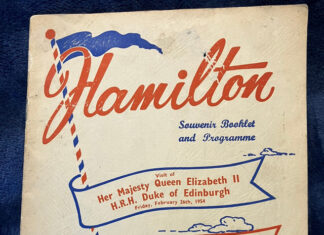 Hamilton
Souvenir Booklet
and
Programme
Visit of
Her Majesty Queen Elizabeth II
H.R.H. Duke of Edinburgh
Friday, February 26th, 1954